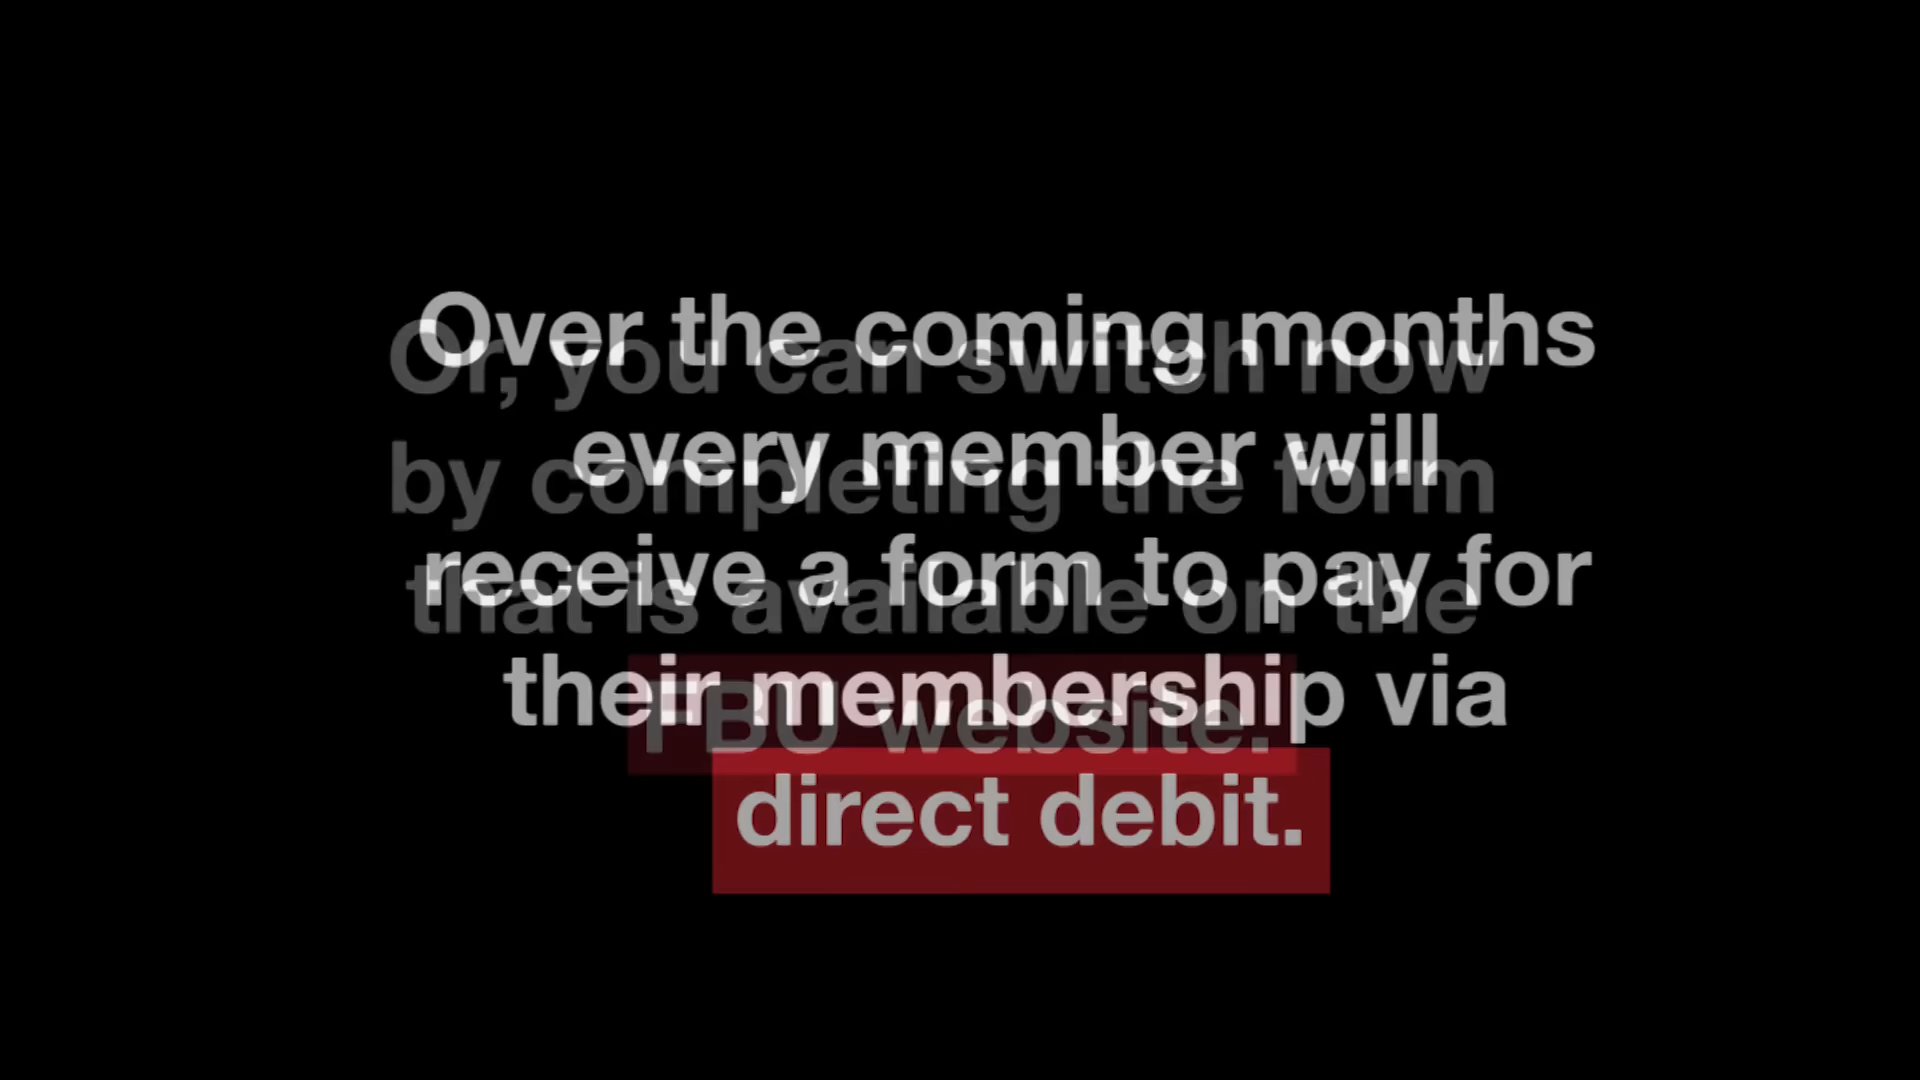 Over the coming months
every member will
receive a form to pay for
their membership via
direct debit.
Or, you can switch now
by completing the form
that is available on the
FBU website.